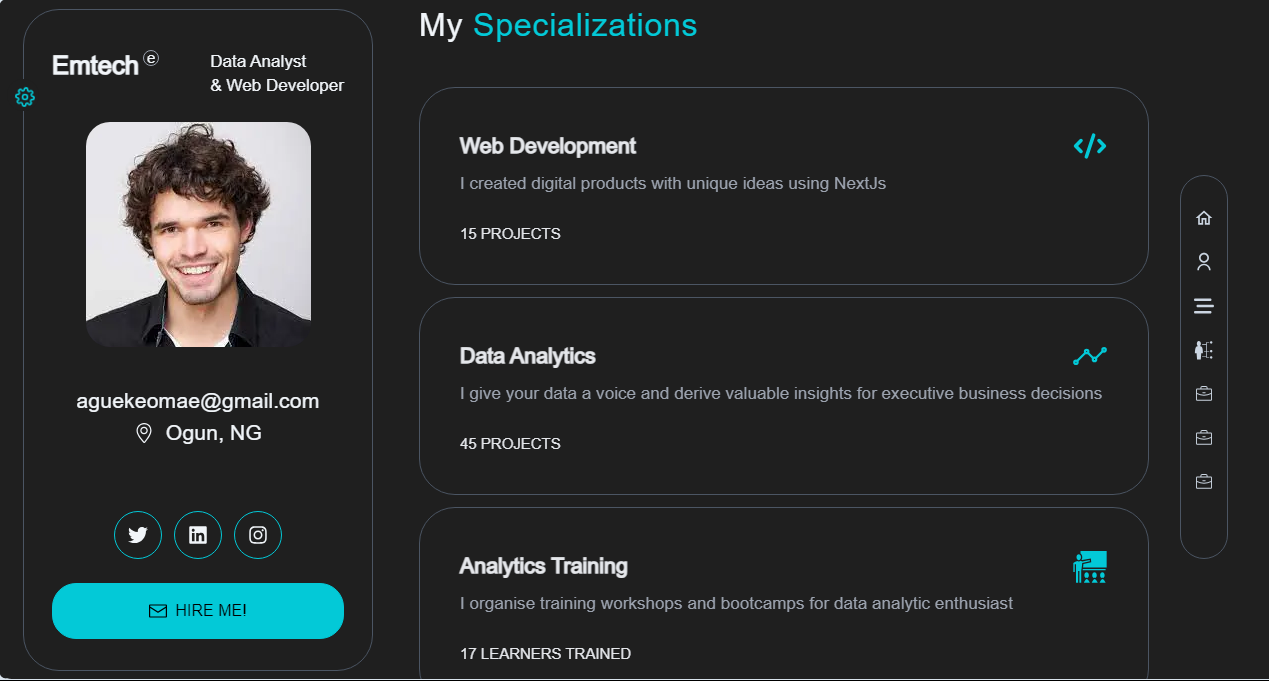 Emtech ⓔ
Data Analyst
& Web Developer
aguekeomae@gmail.com
Ogun, NG
HIRE ME!
My Specializations
Web Development
I created digital products with unique ideas using NextJs
15 PROJECTS
Data Analytics
I give your data a voice and derive valuable insights for executive business decisions
45 PROJECTS
Analytics Training
I organise training workshops and bootcamps for data analytic enthusiast
17 LEARNERS TRAINED